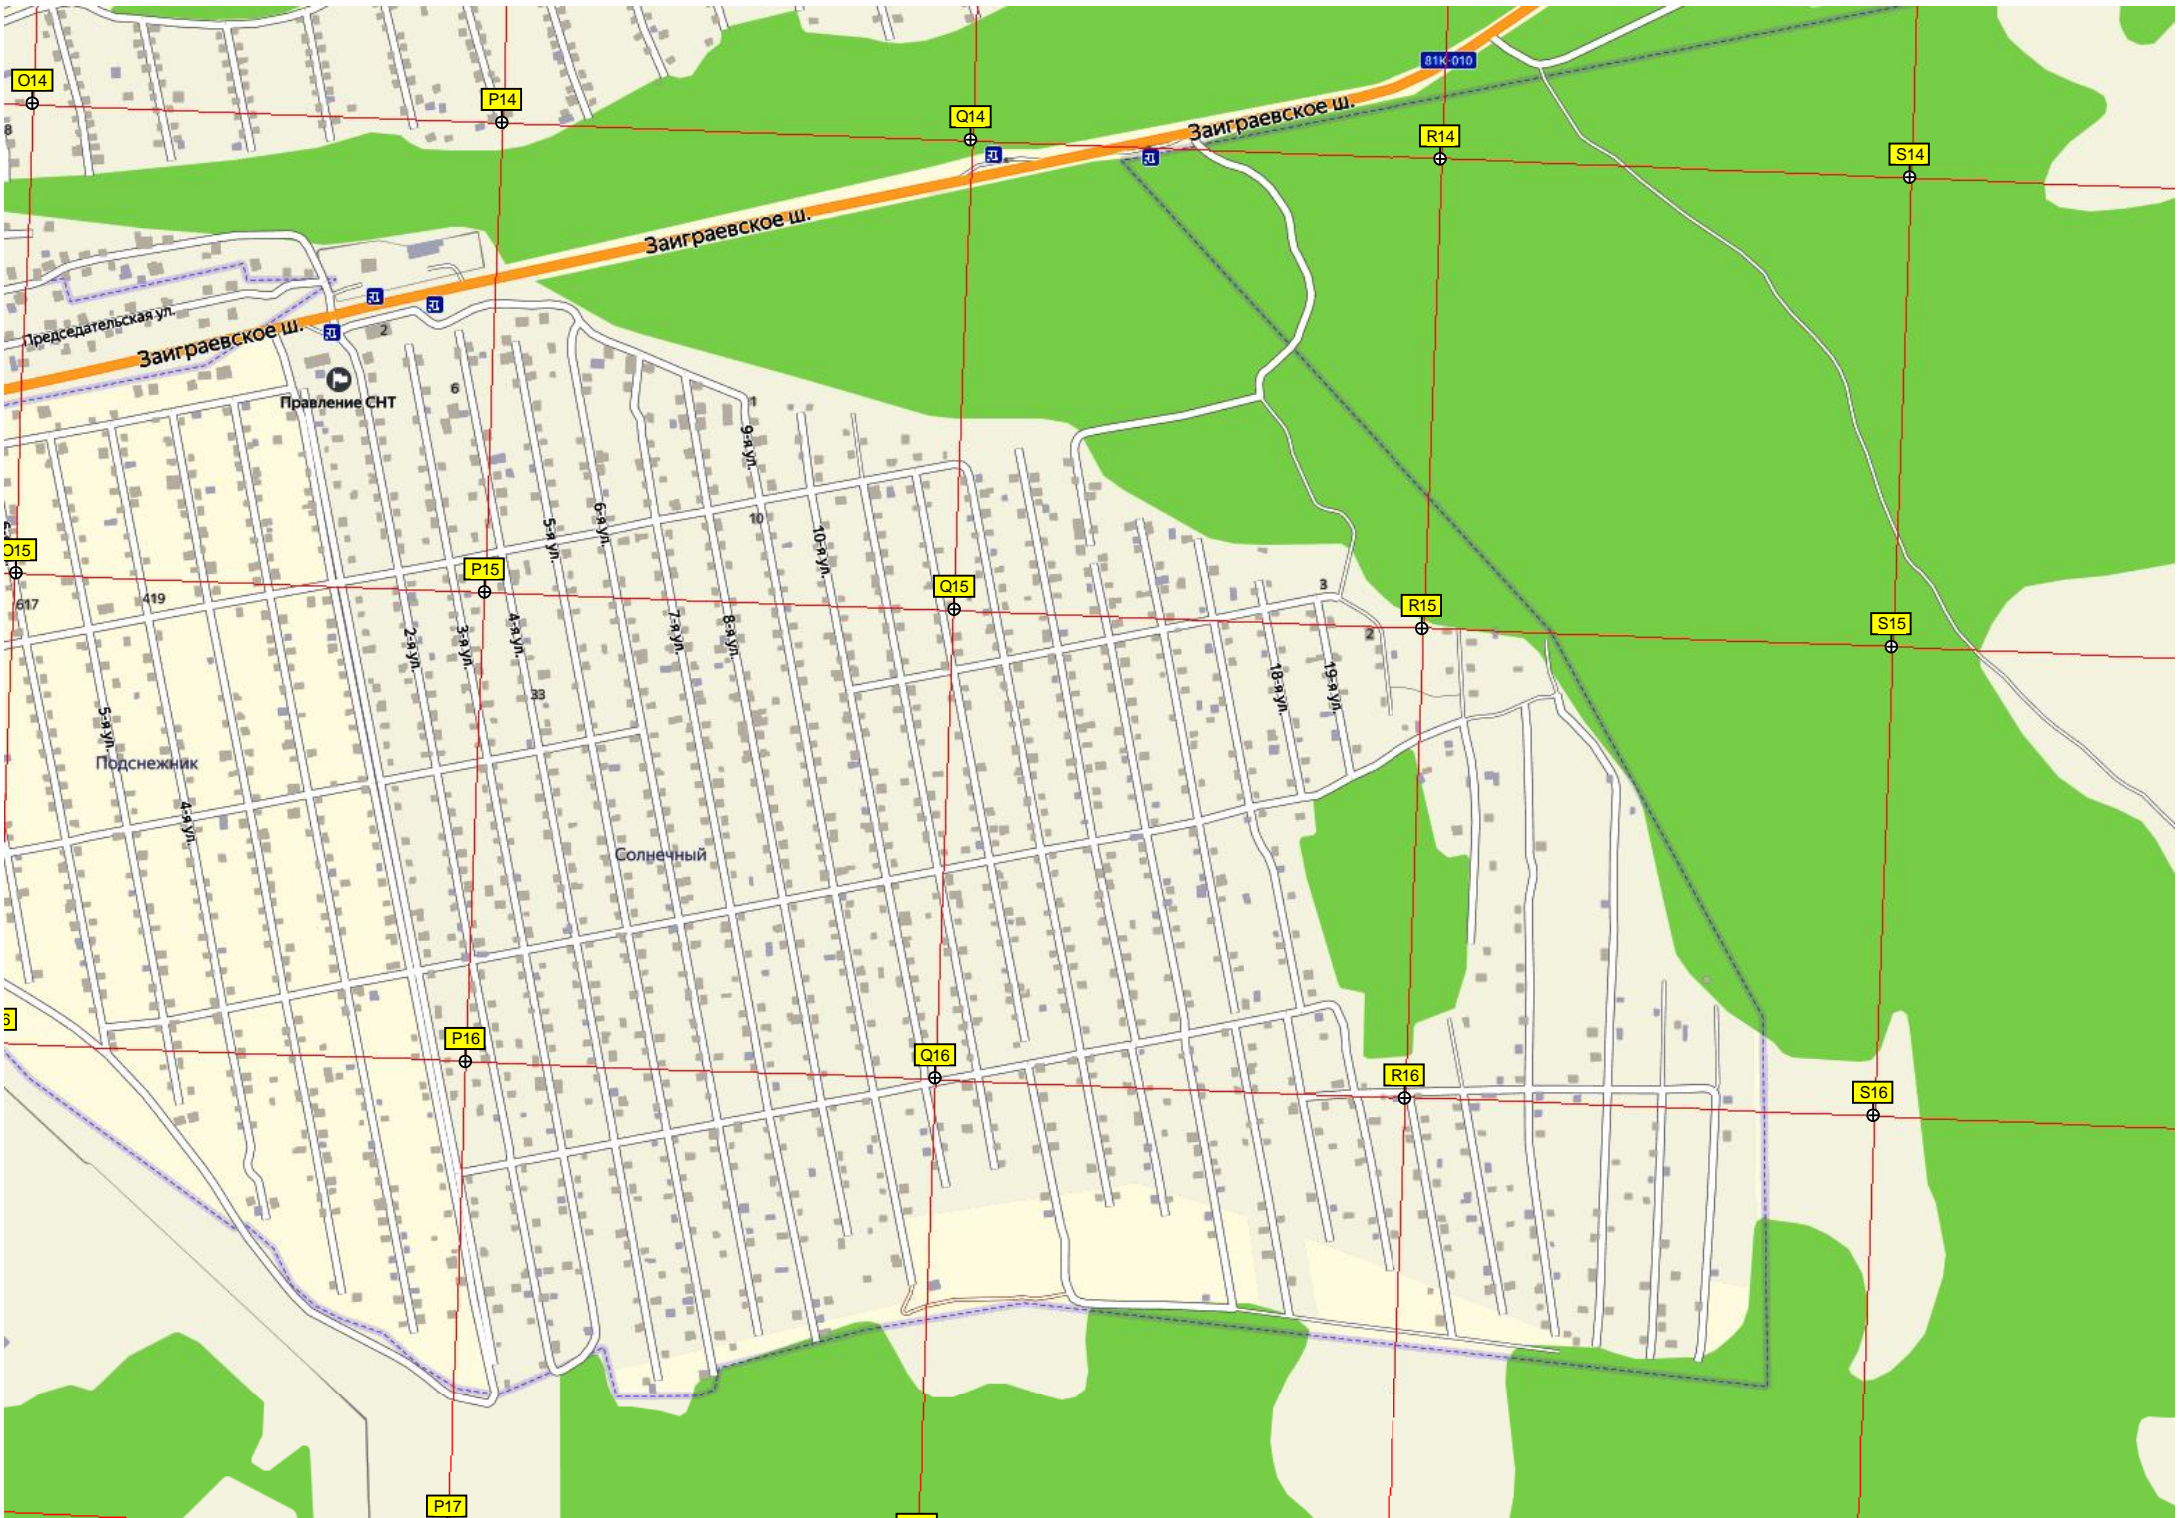 81К-010
O14
P14
Q14
R14
S14
8
Заиграевское ш.
Заиграевское ш.
Председательская ул.
Заиграевское ш.
2
Правление СНТ
6
1
9-я ул.
10
10-я ул.
5-я ул.
6-я ул.
O15
P15
Q15
R15
S15
617
419
3
2
2-я ул.
3-я ул.
4-я ул.
7-я ул.
8-я ул.
18-я ул.
19-я ул.
33
5-я ул.
Подснежник
4-я ул.
Солнечный
6
P16
Q16
R16
S16
P17